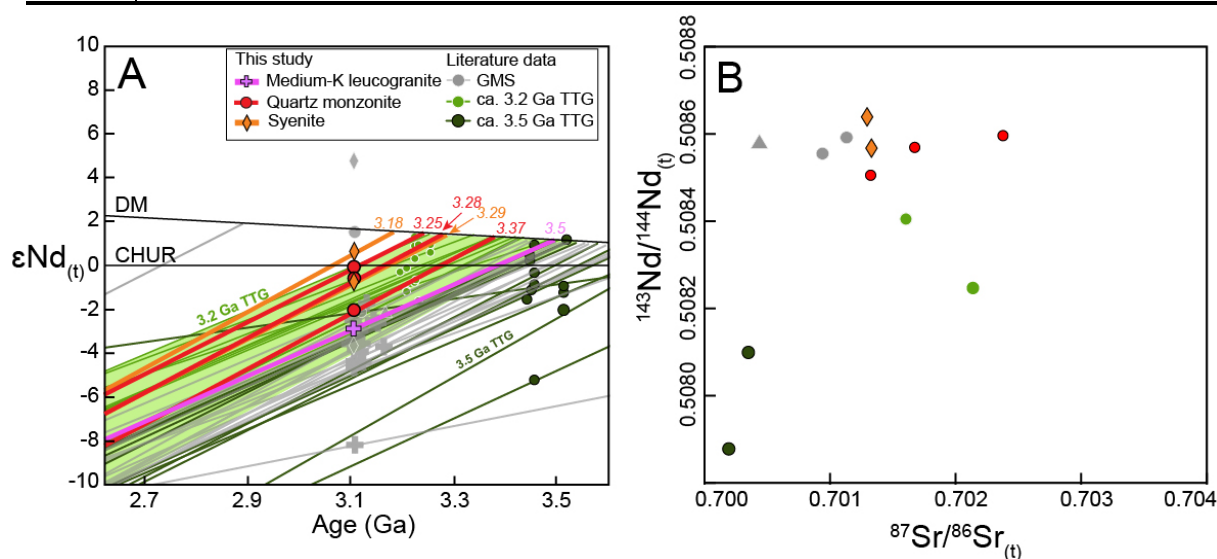 A
This study
Medium-K leucogranite
Quartz monzonite
Syenite
Literature data
GMS
ca. 3.2 Ga TTG
ca. 3.5 Ga TTG
10
8
6
4
2
0
-2
-4
-6
-8
-10
εNd(t)
DM
CHUR
3.18
3.25
3.28
3.29
3.37
3.5
3.2 Ga TTG
3.5 Ga TTG
2.7
2.9
3.1
3.3
3.5
Age (Ga)
B
0.5088
0.5086
0.5084
0.5082
0.5080
143Nd/144Nd(t)
0.700
0.701
0.702
0.703
0.704
87Sr/86Sr(t)